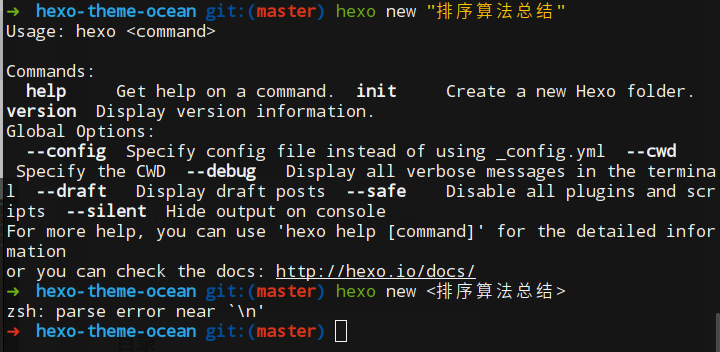 ➜  hexo-theme-ocean git:(master) hexo new "排序算法总结"
Usage: hexo <command>

Commands:
  help     Get help on a command.  init     Create a new Hexo folder.
version  Display version information.
Global Options:
  --config  Specify config file instead of using _config.yml  --cwd
 Specify the CWD  --debug   Display all verbose messages in the termina
l  --draft   Display draft posts  --safe    Disable all plugins and scr
ipts  --silent  Hide output on console
For more help, you can use 'hexo help [command]' for the detailed infor
mation
or you can check the docs: http://hexo.io/docs/
➜  hexo-theme-ocean git:(master) hexo new <排序算法总结>
zsh: parse error near `\n'
➜  hexo-theme-ocean git:(master)